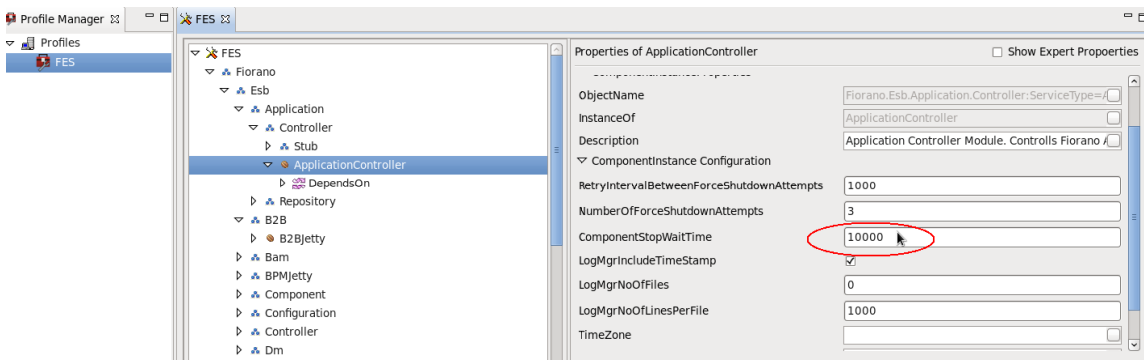 Profile Manager
Profiles
FES
FES
FES
Fiorano
Esb
Application
Controller
Stub
ApplicationController
DependsOn
Repository
B2B
B2BJetty
Bam
BPMJetty
Component
Configuration
Controller
Dm
Properties of ApplicationController
Show Expert Propoerties
ObjectName
Fiorano.Esb.Application.Controller:ServiceType=A
InstanceOf
ApplicationController
Description
Application Controller Module. Controlls Fiorano A
ComponentInstance Configuration
RetryIntervalBetweenForceShutdownAttempts
1000
NumberOfForceShutdownAttempts
3
ComponentStopWaitTime
10000
LogMgrIncludeTimeStamp
LogMgrNoOfFiles
0
LogMgrNoOfLinesPerFile
1000
TimeZone